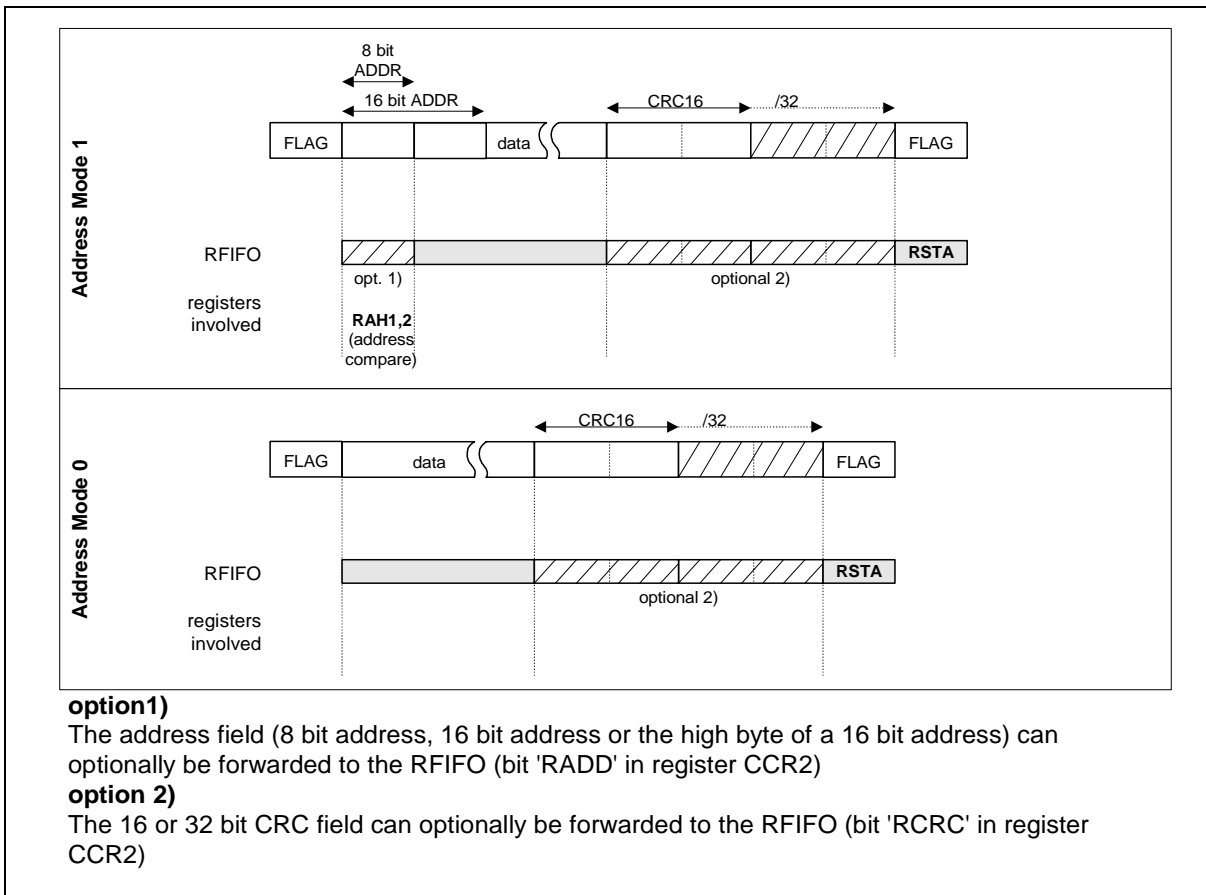 8 bit
ADDR
16 bit ADDR
CRC16
/32
Address Mode 1
FLAG
data
FLAG
RFIFO
RSTA
opt. 1)
optional 2)
registers
involved
RAH1,2
(address
compare)
CRC16
/32
Address Mode 0
FLAG
data
FLAG
RFIFO
RSTA
optional 2)
registers
involved
option1)
The address field (8 bit address, 16 bit address or the high byte of a 16 bit address) can
optionally be forwarded to the RFIFO (bit 'RADD' in register CCR2)
option 2)
The 16 or 32 bit CRC field can optionally be forwarded to the RFIFO (bit 'RCRC' in register
CCR2)